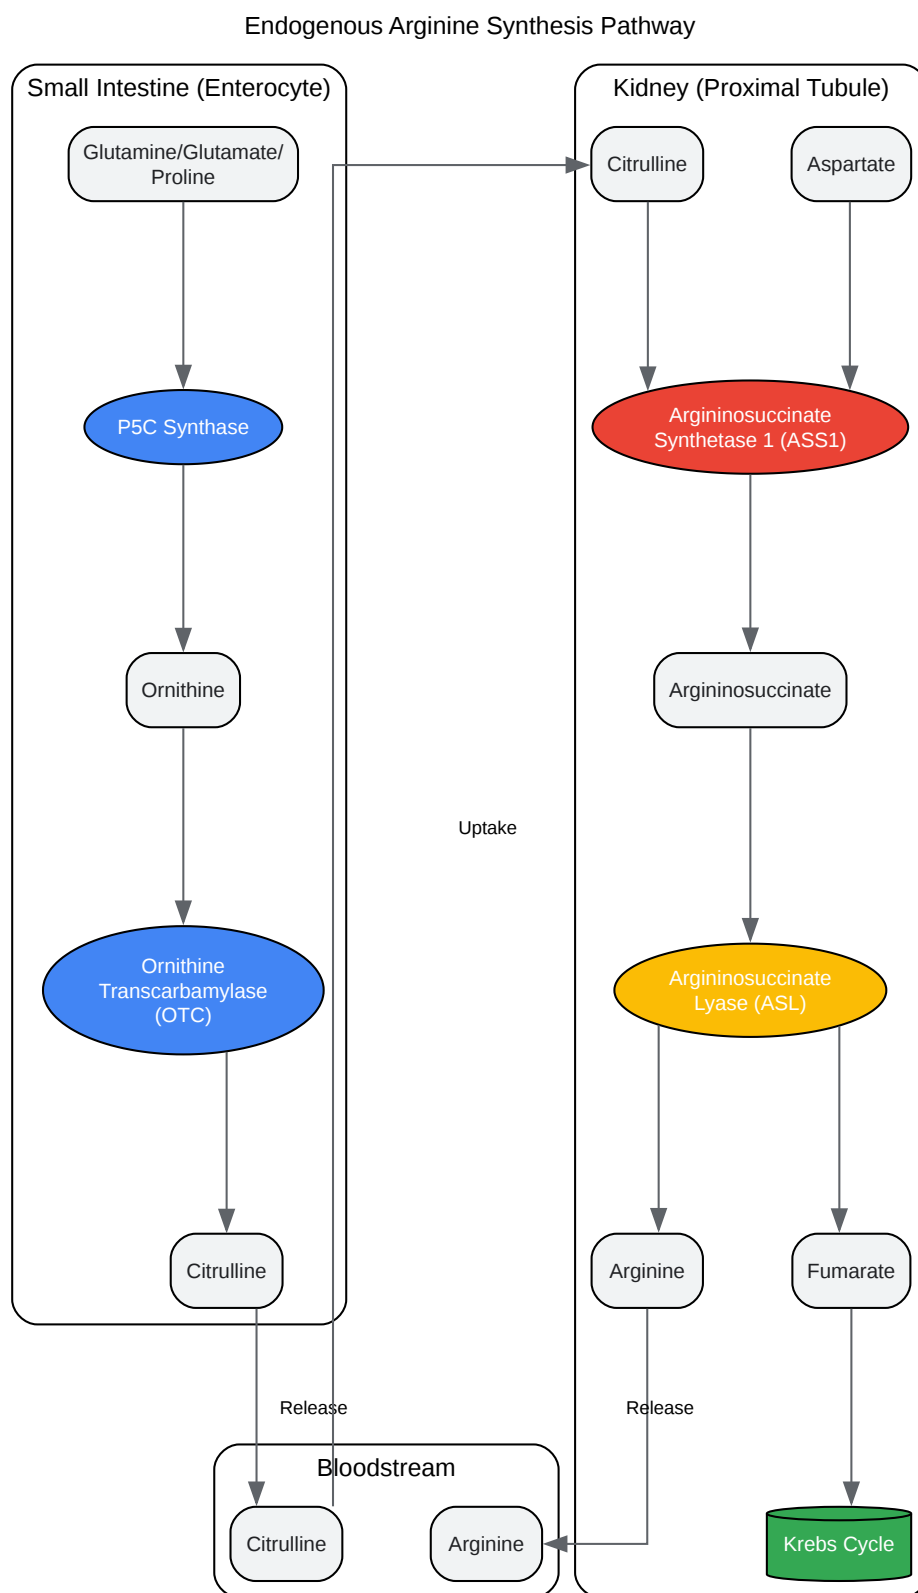 Endogenous Arginine Synthesis Pathway
Small Intestine (Enterocyte)
Glutamine/Glutamate/
Proline
P5C Synthase
Ornithine
Ornithine
Transcarbamylase
(OTC)
Citrulline
Release
Uptake
Kidney (Proximal Tubule)
Citrulline
Aspartate
Argininosuccinate
Synthetase 1 (ASS1)
Argininosuccinate
Argininosuccinate
Lyase (ASL)
Arginine
Fumarate
Release
Krebs Cycle
Bloodstream
Citrulline
Arginine